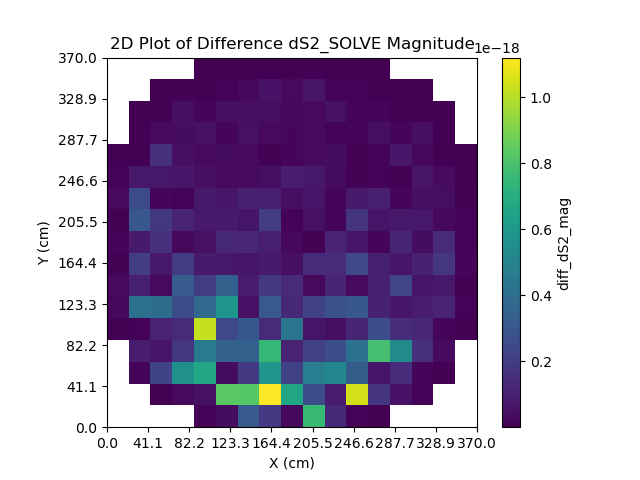 2D Plot of Difference dS2_SOLVE Magnitude
1e−18
370.0
328.9
287.7
246.6
205.5
164.4
123.3
82.2
41.1
0.0
Y (cm)
0.0 41.1 82.2 123.3 164.4 205.5 246.6 287.7 328.9 370.0
X (cm)
1.0
0.8
0.6
0.4
0.2
diff_dS2_mag